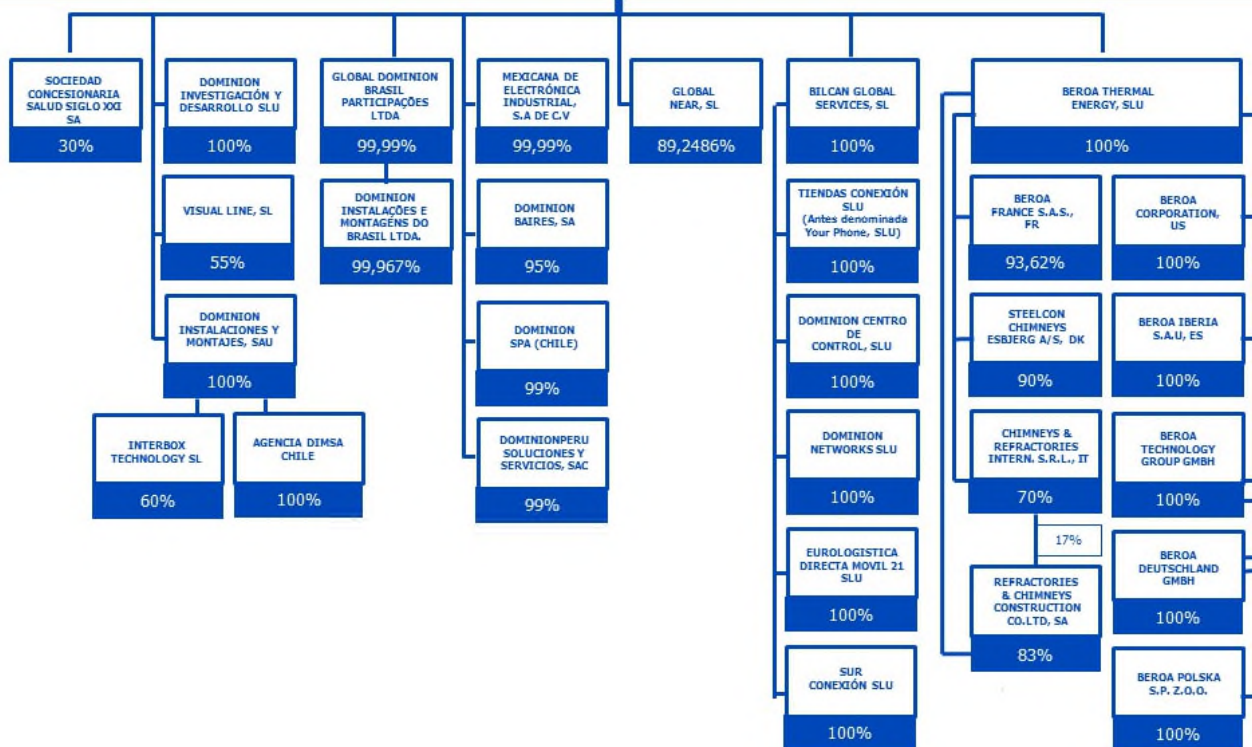 SOCIEDAD
CONCESIONARIA
SALUD SIGLO XXI
SA
30%
DOMINION
INVESTIGACIÓN Y
DESARROLLO SLU
100%
VISUAL LINE, SL
55%
DOMINION
INSTALACIONES Y
MONTAJES, SAU
100%
INTERBOX
TECHNOLOGY SL
60%
AGENCIA DIMSA
CHILE
100%
GLOBAL DOMINION
BRASIL
PARTICIPAÇÕES
LTDA
99,99%
DOMINION
INSTALAÇÕES E
MONTAGÉNS DO
BRASIL LTDA.
99,967%
MEXICANA DE
ELECTRÓNICA
INDUSTRIAL,
S.A DE C.V
99,99%
DOMINION
BAIRES, SA
95%
DOMINION
SPA (CHILE)
99%
DOMINIONPERU
SOLUCIONES Y
SERVICIOS, SAC
99%
GLOBAL
NEAR, SL
89,2486%
BILCAN GLOBAL
SERVICES, SL
100%
TIENDAS CONEXIÓN
SLU
(Antes denominada
Your Phone, SLU)
100%
DOMINION CENTRO
DE
CONTROL, SLU
100%
DOMINION
NETWORKS SLU
100%
EUROLOGISTICA
DIRECTA MOVIL 21
SLU
100%
SUR
CONEXIÓN SLU
100%
BEROA THERMAL
ENERGY, SLU
100%
BEROA
FRANCE S.A.S.,
FR
93,62%
STEELCON
CHIMNEYS
ESBJERG A/S, DK
90%
CHIMNEYS &
REFRACTORIES
INTERN. S.R.L., IT
70%
17%
REFRACTORIES
& CHIMNEYS
CONSTRUCTION
CO.LTD, SA
83%
BEROA
CORPORATION,
US
100%
BEROA IBERIA
S.A.U, ES
100%
BEROA
TECHNOLOGY
GROUP GMBH
100%
BEROA
DEUTSCHLAND
GMBH
100%
BEROA POLSKA
S.P. Z.O.O.
100%